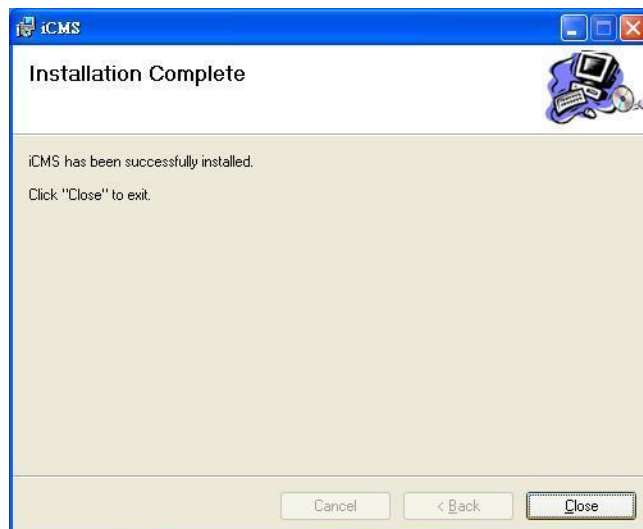 iCMS
Installation Complete
iCMS has been successfully installed.
Click "Close" to exit.
Cancel
< Back
Close